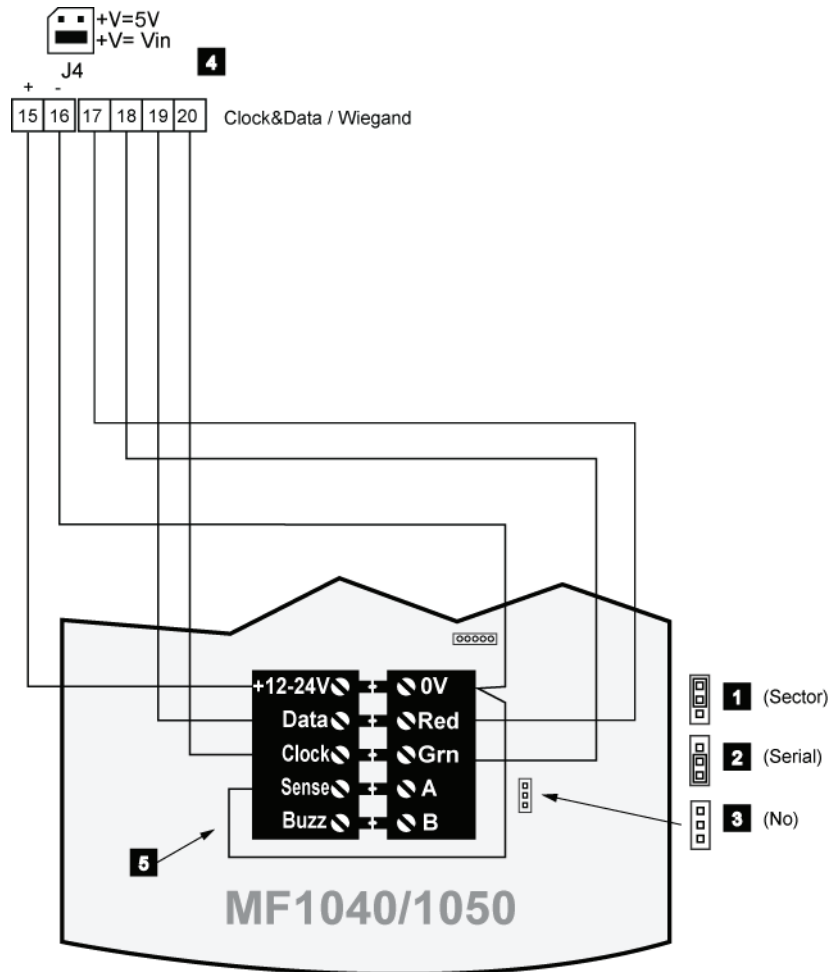 +V=5V
+V= Vin
J4
4
+ -
15 16 17 18 19 20 Clock&Data / Wiegand
+12-24V 0V
Data Red
Clock Grn
Sense A
Buzz B
1 (Sector)
2 (Serial)
3 (No)
5
MF1040/1050